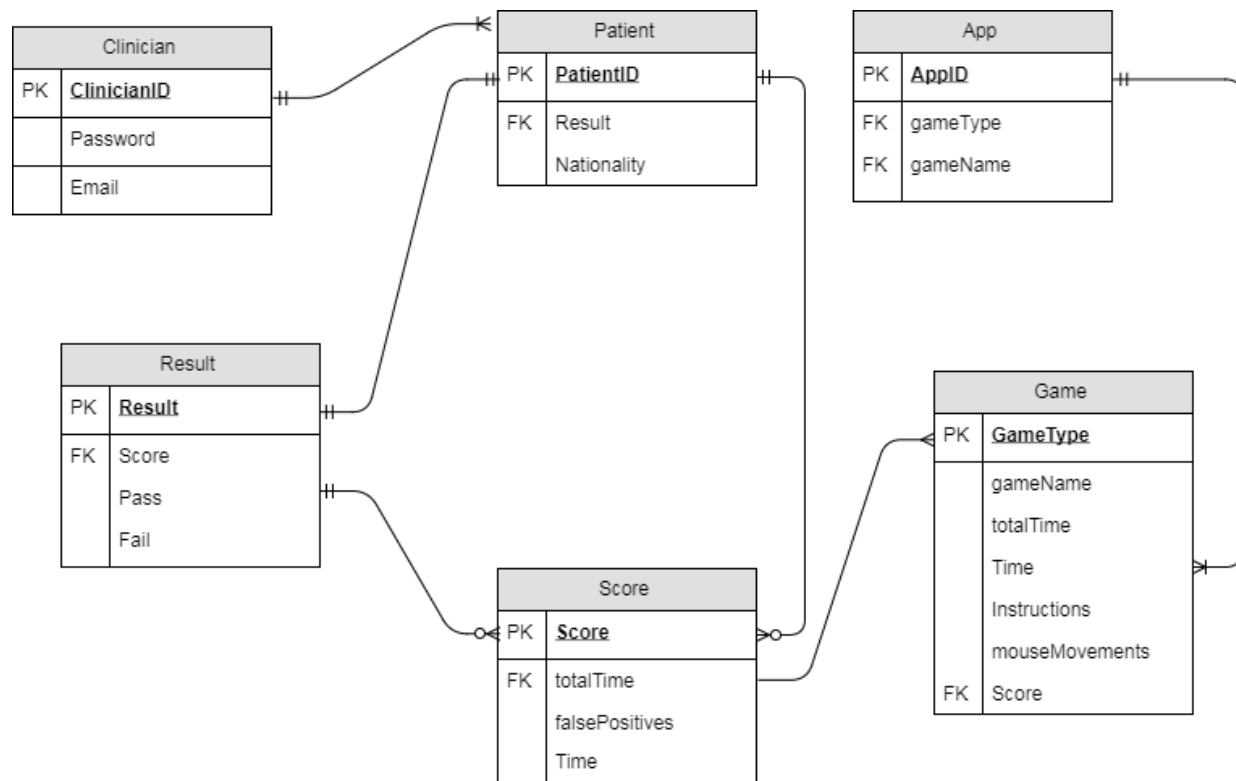 Clinician
PK ClinicianID
Password
Email
Patient
PK PatientID
FK Result
Nationality
App
PK AppID
FK gameType
FK gameName
Result
PK Result
FK Score
Pass
Fail
Score
PK Score
FK totalTime
falsePositives
Time
Game
PK GameType
gameName
totalTime
Time
Instructions
mouseMovements
FK Score